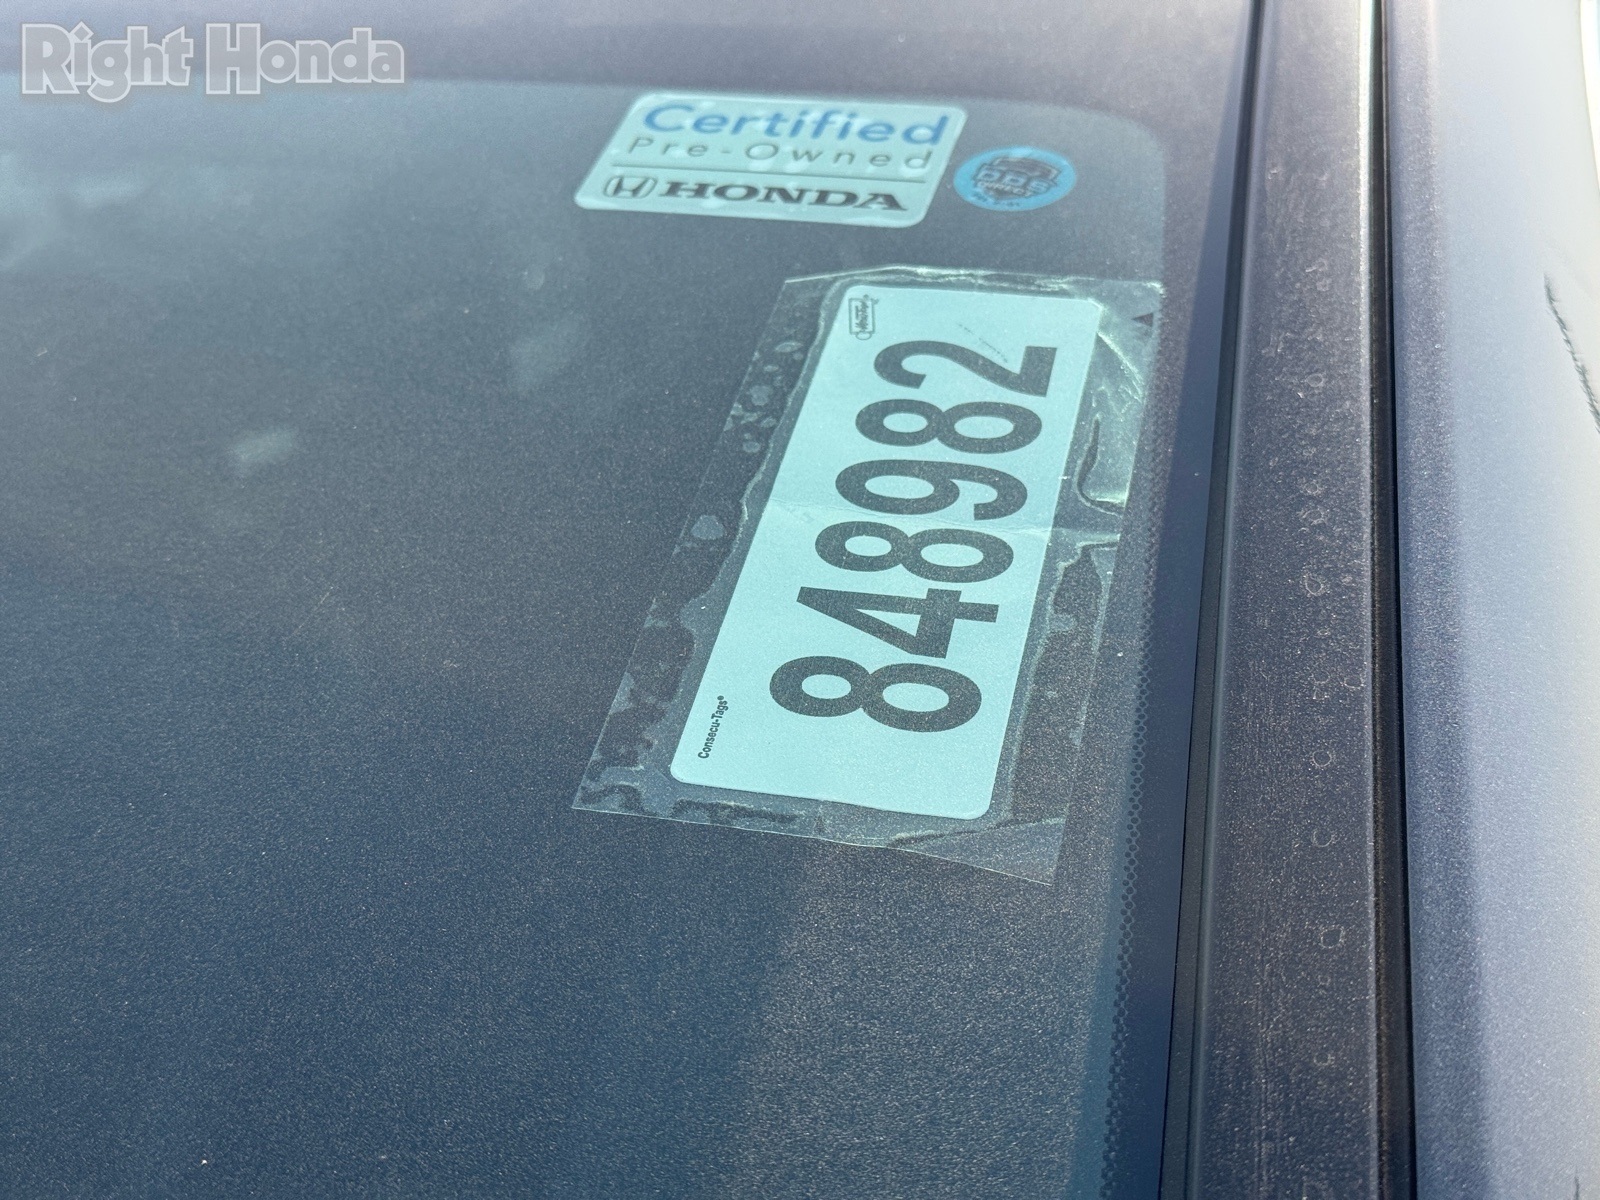 Right Honda
Certified
Pre-Owned
HONDA
848982
Consecu-Tags®